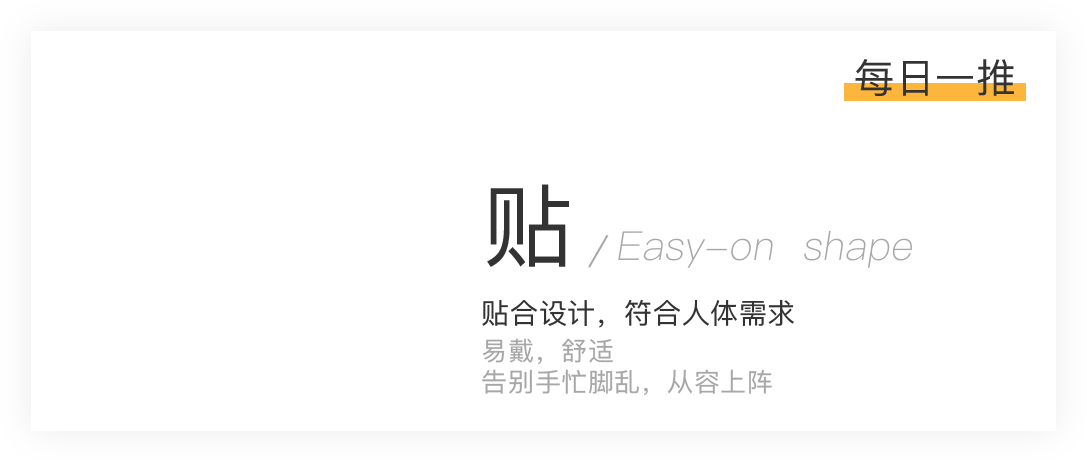 每日一推
贴 / Easy-on shape
贴合设计，符合人体需求
易戴，舒适
告别手忙脚乱，从容上阵